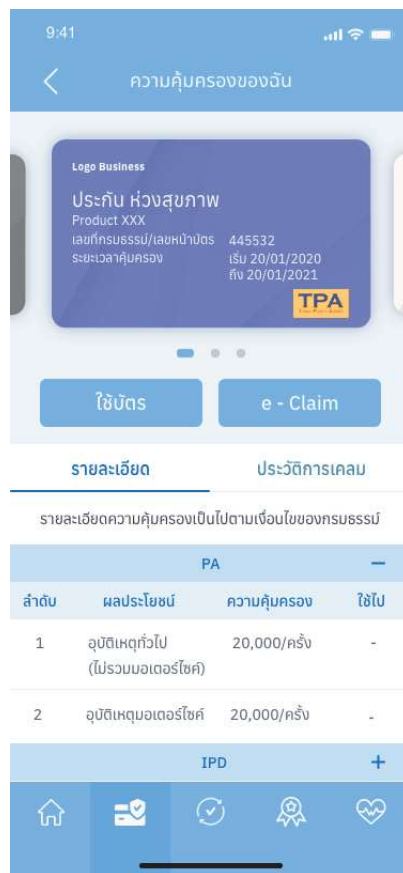 9:41
ความคุ้มครองของฉัน
Logo Business
ประกัน ห่วงสุขภาพ
Product XXX
เลขที่กรมธรรม์/เลขหน้าบัตร 445532
ระยะเวลาคุ้มครอง เริ่ม 20/01/2020
ถึง 20/01/2021
TPA
ใช้บัตร e - Claim
รายละเอียด ประวัติการเคลม
รายละเอียดความคุ้มครองเป็นไปตามเงื่อนไขของกรมธรรม์
PA −
ลำดับ ผลประโยชน์ ความคุ้มครอง ใช้ไป
1 อุบัติเหตุทั่วไป 20,000/ครั้ง -
(ไม่รวมมอเตอร์ไซค์)
2 อุบัติเหตุมอเตอร์ไซค์ 20,000/ครั้ง -
IPD +